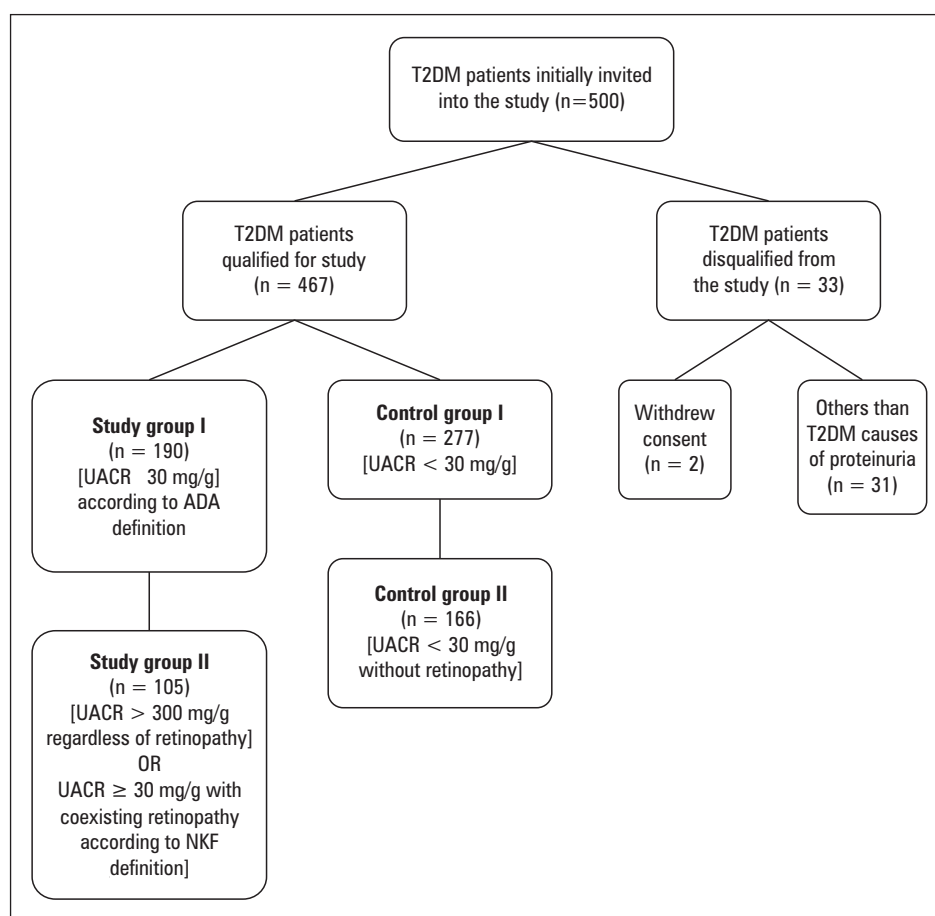 T2DM patients initially invited
into the study (n=500)
T2DM patients
qualified for study
(n = 467)
T2DM patients
disqualified from
the study (n = 33)
Study group I
(n = 190)
[UACR 30 mg/g]
according to ADA
definition
Control group I
(n = 277)
[UACR < 30 mg/g]
Withdrew
consent
(n = 2)
Others than
T2DM causes
of proteinuria
(n = 31)
Study group II
(n = 105)
[UACR > 300 mg/g
regardless of retinopathy]
OR
UACR ≥ 30 mg/g with
coexisting retinopathy
according to NKF
definition]
Control group II
(n = 166)
[UACR < 30 mg/g
without retinopathy]